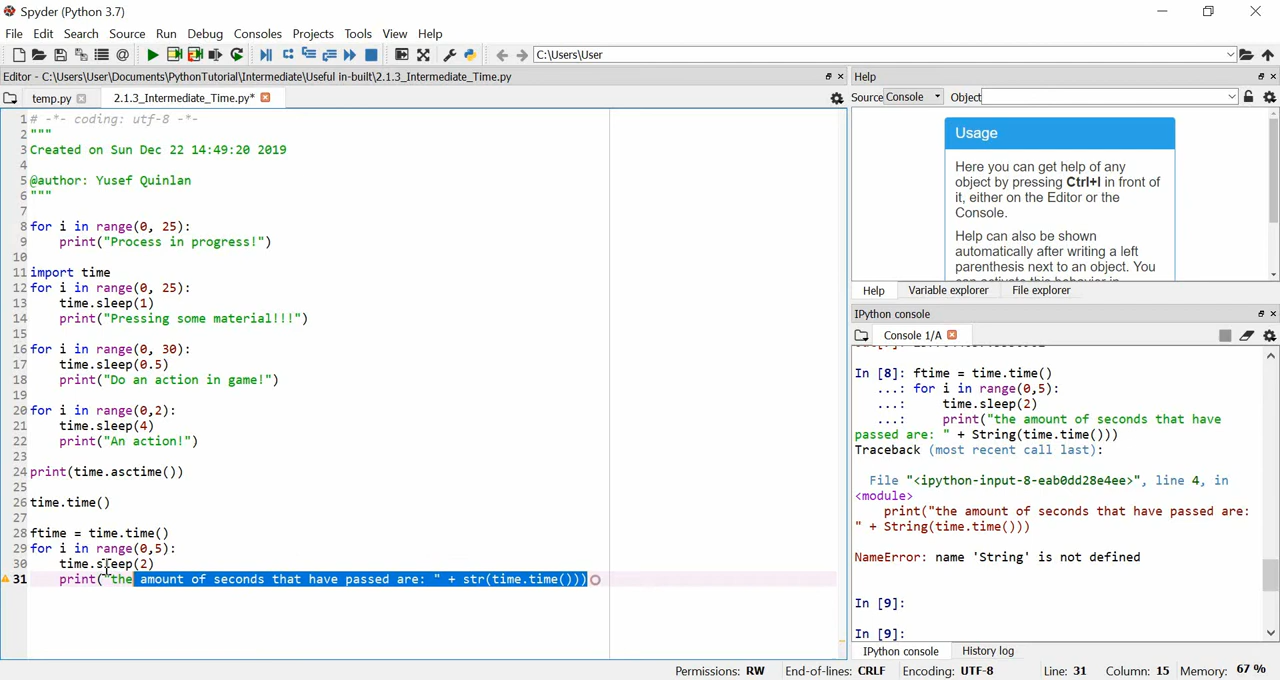 Spyder (Python 3.7)
File Edit Search Source Run Debug Consoles Projects Tools View Help
C:\Users\User
Editor - C:\Users\User\Documents\PythonTutorial\Intermediate\Useful in-built\2.1.3_Intermediate_Time.py
temp.py 2.1.3_Intermediate_Time.py*
1 # -*- coding: utf-8 -*-
2 """
3 Created on Sun Dec 22 14:49:20 2019
4
5 @author: Yusef Quinlan
6 """
7
8 for i in range(0, 25):
9 print("Process in progress!")
10
11 import time
12 for i in range(0, 25):
13 time.sleep(1)
14 print("Pressing some material!!!")
15
16 for i in range(0, 30):
17 time.sleep(0.5)
18 print("Do an action in game!")
19
20 for i in range(0,2):
21 time.sleep(4)
22 print("An action!")
23
24 print(time.asctime())
25
26 time.time()
27
28 ftime = time.time()
29 for i in range(0,5):
30 time.sleep(2)
31 print("the amount of seconds that have passed are: " + str(time.time()))
Help
Source Console Object
Usage
Here you can get help of any
object by pressing Ctrl+I in front of
it, either on the Editor or the
Console.
Help can also be shown
automatically after writing a left
parenthesis next to an object. You
can activate this behavior in
Help Variable explorer File explorer
IPython console
Console 1/A
In [8]: ftime = time.time()
...: for i in range(0,5):
...: time.sleep(2)
...: print("the amount of seconds that have
passed are: " + String(time.time()))
Traceback (most recent call last):
File "<ipython-input-8-eab0dd28e4ee>", line 4, in
<module>
print("the amount of seconds that have passed are:
" + String(time.time()))
NameError: name 'String' is not defined
In [9]:
In [9]:
IPython console History log
Permissions: RW End-of-lines: CRLF Encoding: UTF-8 Line: 31 Column: 15 Memory: 67 %